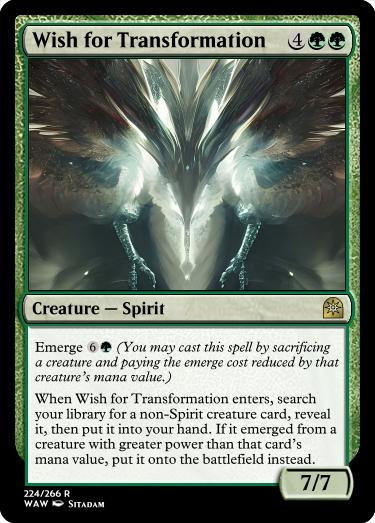 Wish for Transformation 4
Creature — Spirit
Emerge 6 (You may cast this spell by sacrificing
a creature and paying the emerge cost reduced by that
creature's mana value.)
When Wish for Transformation enters, search
your library for a non-Spirit creature card, reveal
it, then put it into your hand. If it emerged from a
creature with greater power than that card's
mana value, put it onto the battlefield instead.
7/7
224/266 R
WAW Sitadam